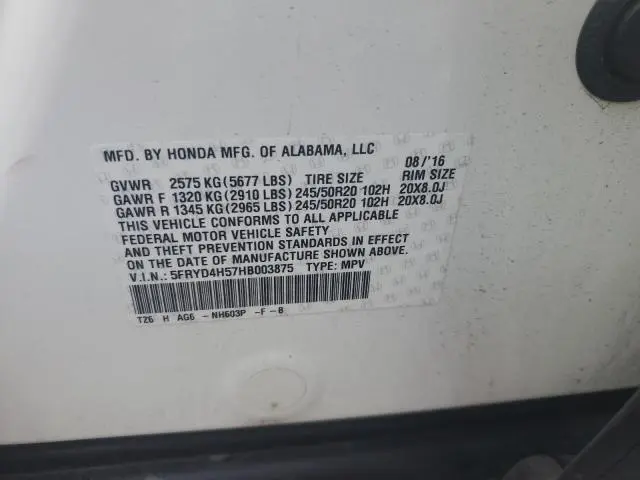 MFD. BY HONDA MFG. OF ALABAMA, LLC 08/'16
GVWR 2575 KG(5677 LBS) TIRE SIZE RIM SIZE
GAWR F 1320 KG(2910 LBS) 245/50R20 102H 20X8.0J
GAWR R 1345 KG(2965 LBS) 245/50R20 102H 20X8.0J
THIS VEHICLE CONFORMS TO ALL APPLICABLE
FEDERAL MOTOR VEHICLE SAFETY
AND THEFT PREVENTION STANDARDS IN EFFECT
ON THE DATE OF MANUFACTURE SHOWN ABOVE.
V.I.N.: 5FRYD4H57HB003875 TYPE: MPV
T26 H AG6 -NH603P -F-B